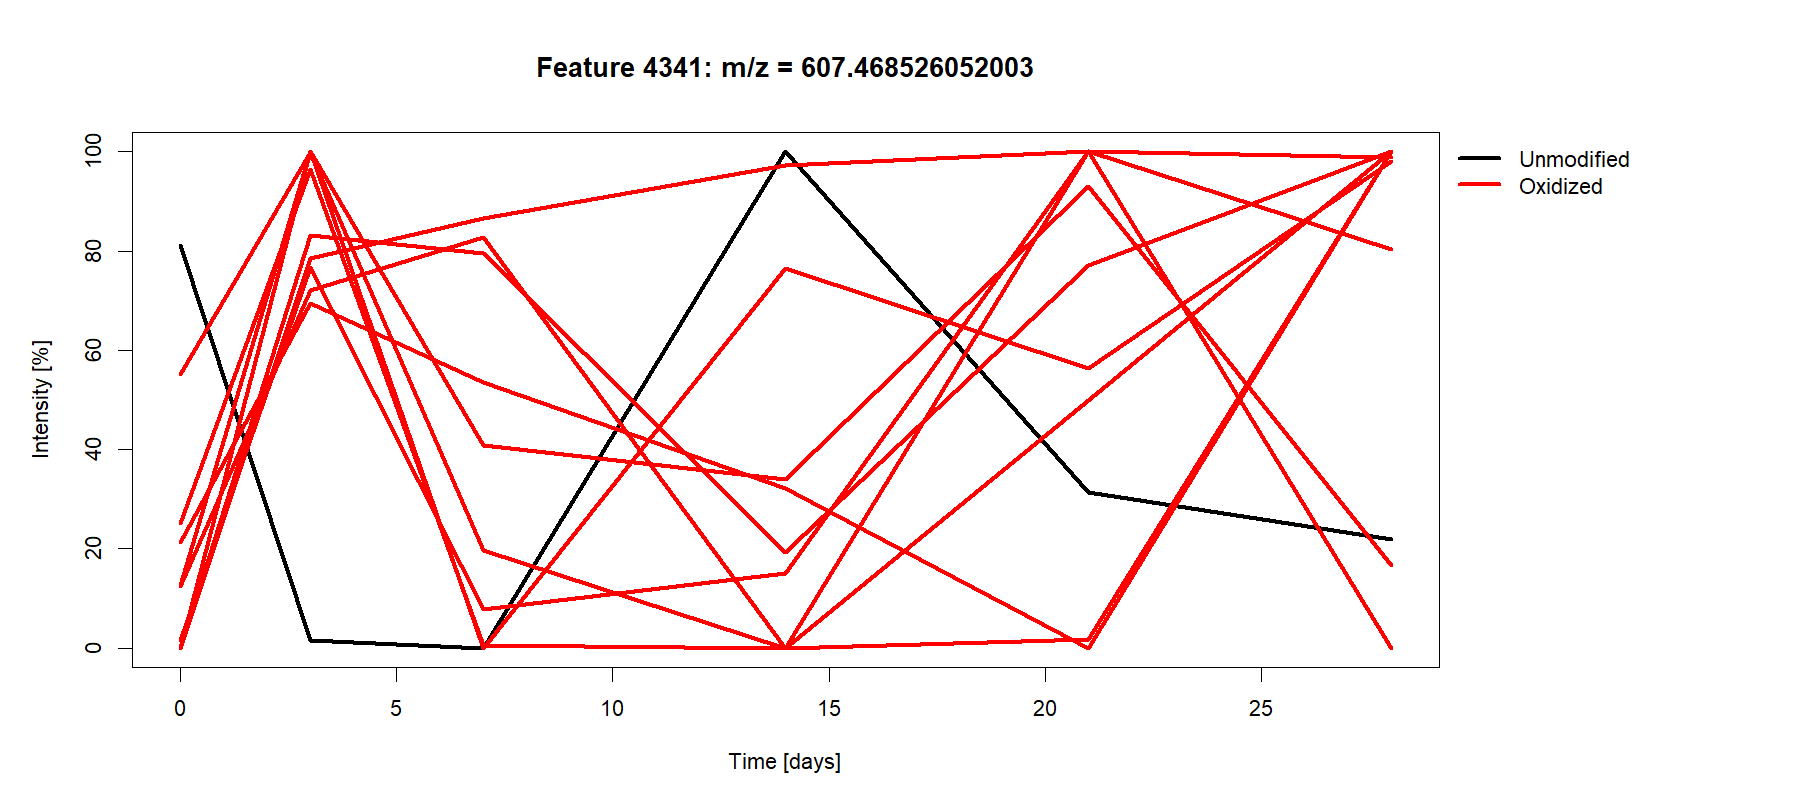 Feature 4341: m/z = 607.468526052003
Unmodified
Oxidized
Intensity [%]
100
80
60
40
20
0
0 5 10 15 20 25
Time [days]